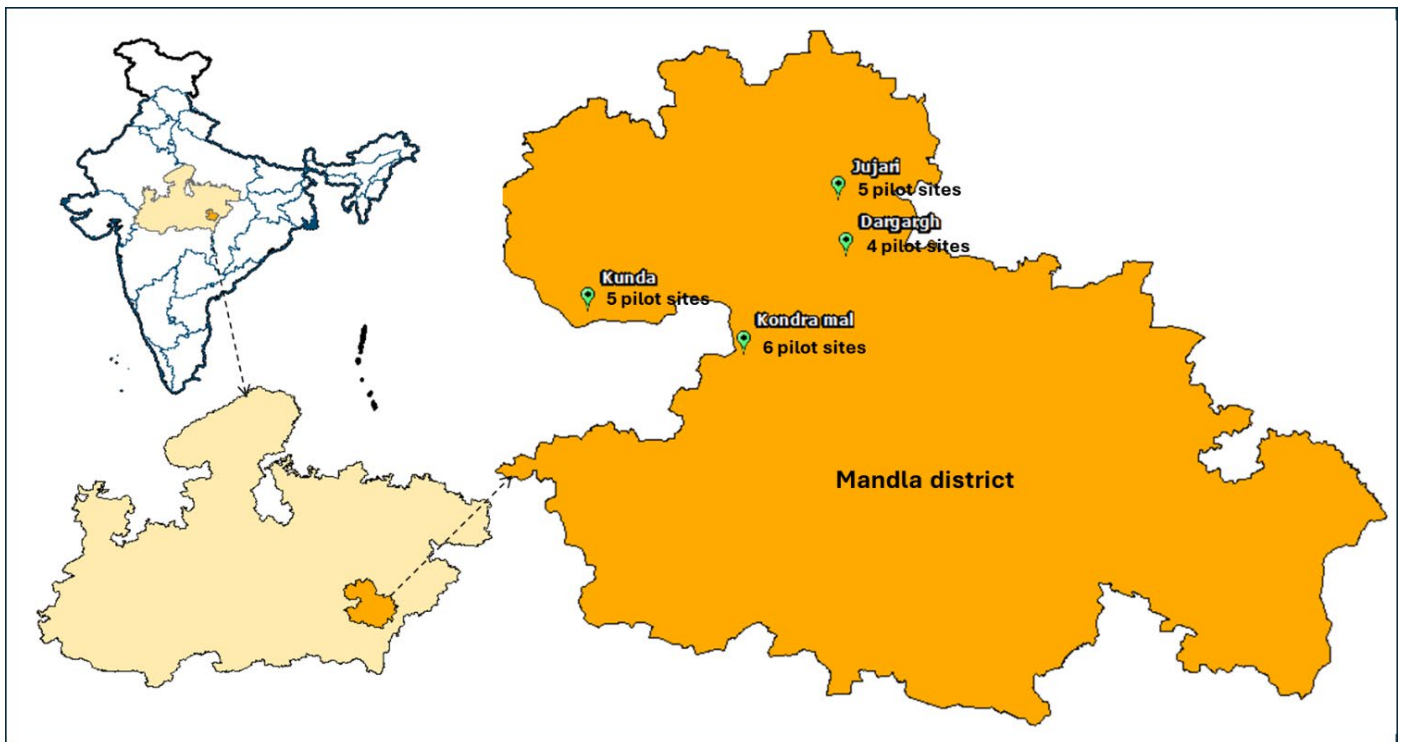 Jujari
5 pilot sites
Dargargh
4 pilot sites
Kunda
5 pilot sites
Kondra mal
6 pilot sites
Mandla district